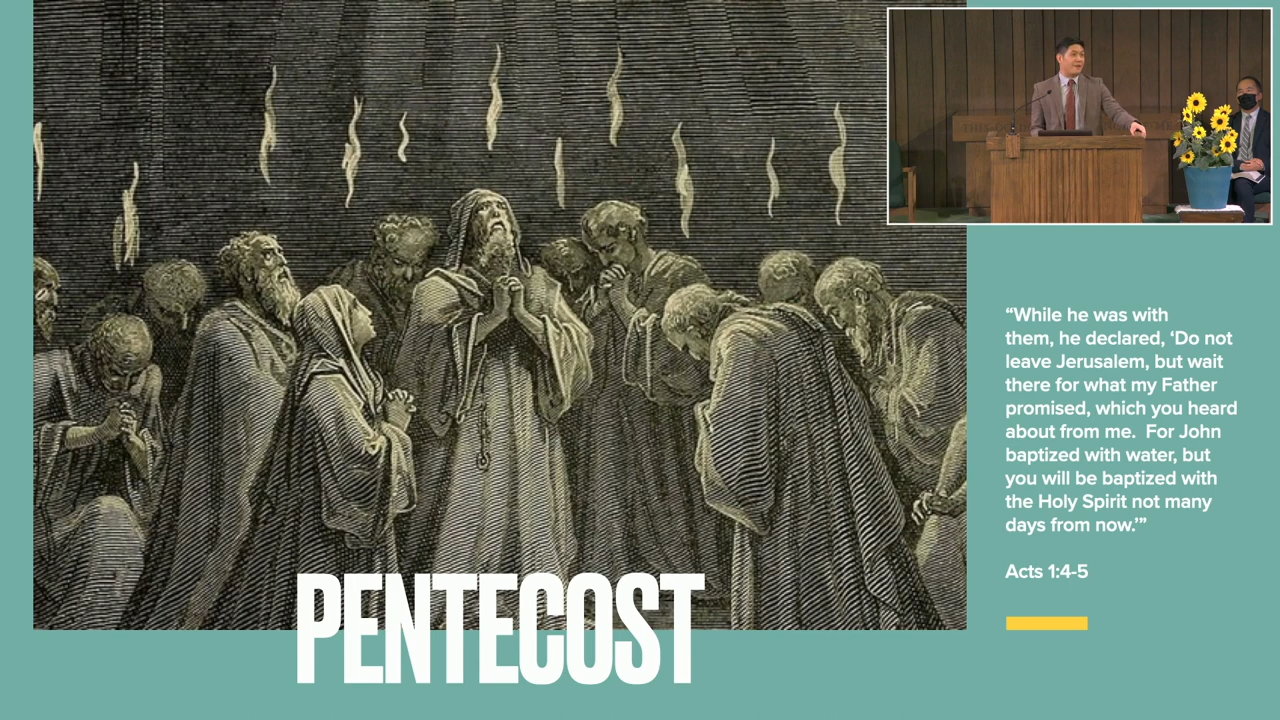 “While he was with
them, he declared, ‘Do not
leave Jerusalem, but wait
there for what my Father
promised, which you heard
about from me.  For John
baptized with water, but
you will be baptized with
the Holy Spirit not many
days from now.’”
Acts 1:4-5
PENTECOST